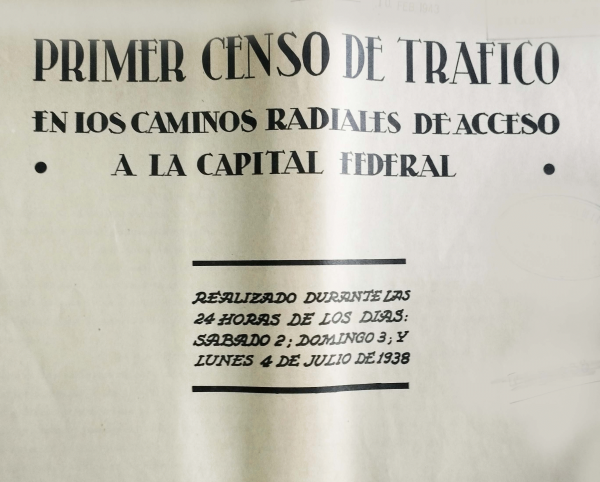 PRIMER CENSO DE TRAFICO
EN LOS CAMINOS RADIALES DE ACCESO
• A LA CAPITAL FEDERAL •
REALIZADO DURANTE LAS
24 HORAS DE LOS DIAS:
SABADO 2; DOMINGO 3; Y
LUNES 4 DE JULIO DE 1938